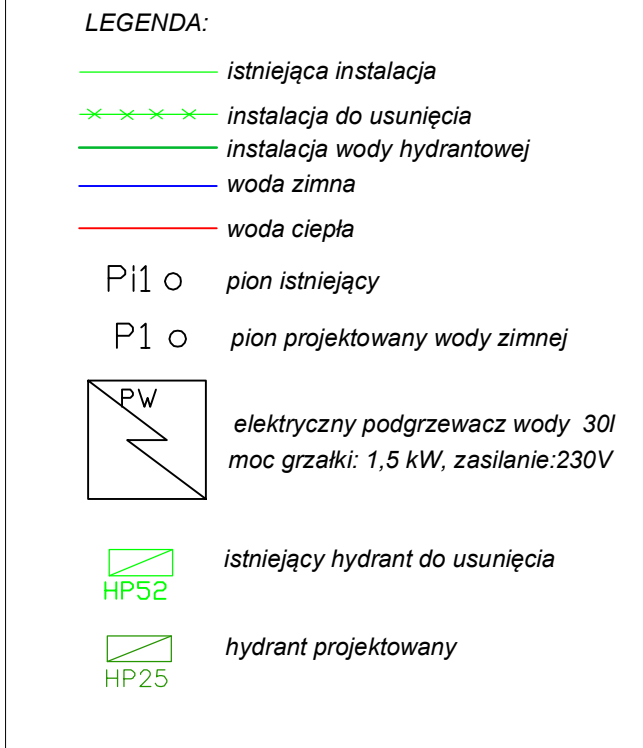 LEGENDA:
istniejąca instalacja
instalacja do usunięcia
instalacja wody hydrantowej
woda zimna
woda ciepła
Pi1 pion istniejący
P1 pion projektowany wody zimnej
PW
elektryczny podgrzewacz wody 30l
moc grzałki: 1,5 kW, zasilanie:230V
istniejący hydrant do usunięcia
HP52
hydrant projektowany
HP25